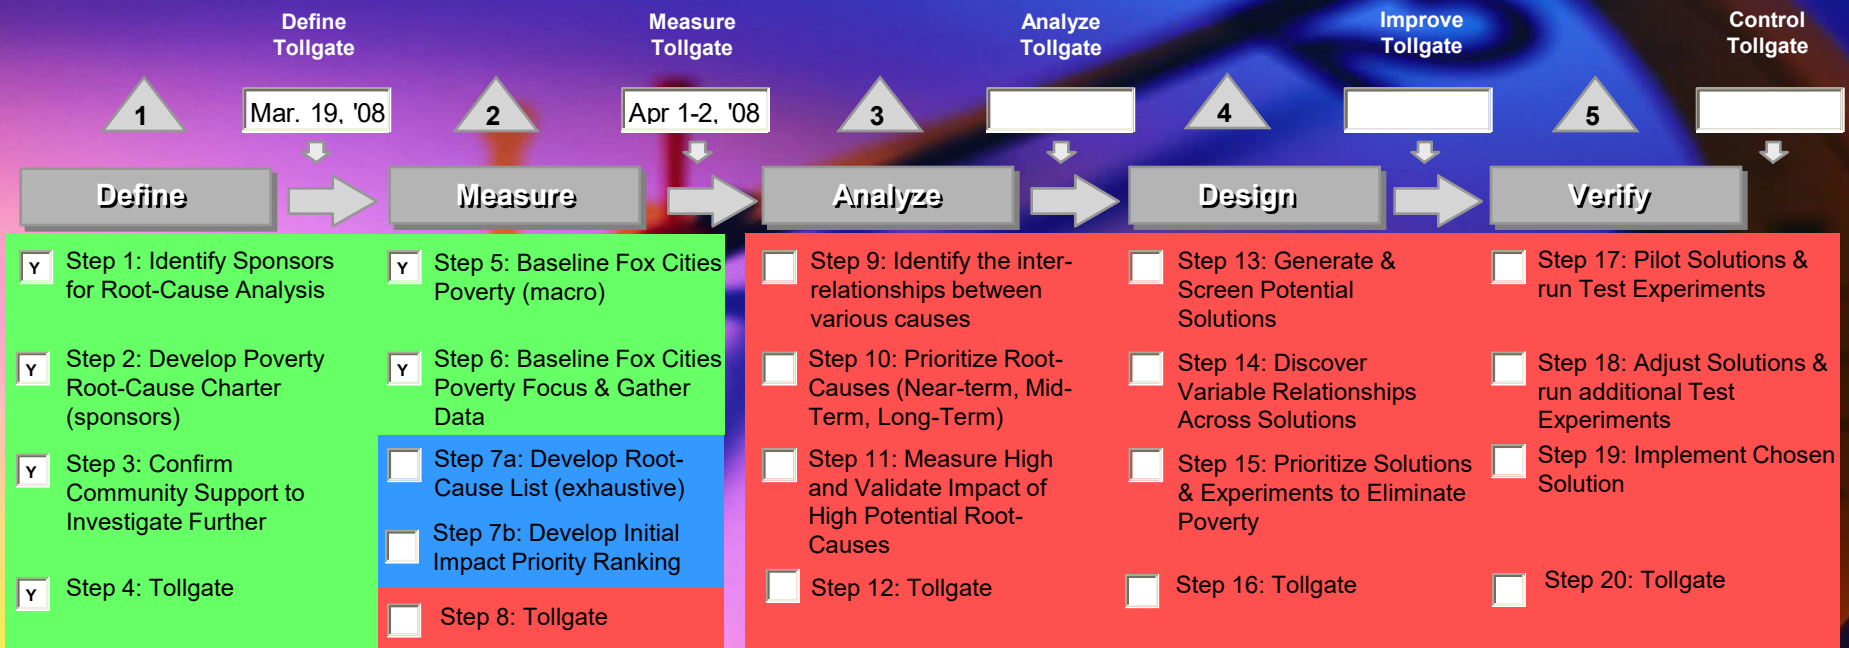 Define
Tollgate
Measure
Tollgate
Analyze
Tollgate
Improve
Tollgate
Control
Tollgate
1
Mar. 19, '08
2
Apr 1-2, '08
3
4
5
Define
Measure
Analyze
Design
Verify
Y
Step 1: Identify Sponsors
for Root-Cause Analysis
Y
Step 2: Develop Poverty
Root-Cause Charter
(sponsors)
Y
Step 3: Confirm
Community Support to
Investigate Further
Y
Step 4: Tollgate
Y
Step 5: Baseline Fox Cities
Poverty (macro)
Y
Step 6: Baseline Fox Cities
Poverty Focus & Gather
Data
Step 7a: Develop Root-
Cause List (exhaustive)
Step 7b: Develop Initial
Impact Priority Ranking
Step 8: Tollgate
Step 9: Identify the inter-
relationships between
various causes
Step 10: Prioritize Root-
Causes (Near-term, Mid-
Term, Long-Term)
Step 11: Measure High
and Validate Impact of
High Potential Root-
Causes
Step 12: Tollgate
Step 13: Generate &
Screen Potential
Solutions
Step 14: Discover
Variable Relationships
Across Solutions
Step 15: Prioritize Solutions
& Experiments to Eliminate
Poverty
Step 16: Tollgate
Step 17: Pilot Solutions &
run Test Experiments
Step 18: Adjust Solutions &
run additional Test
Experiments
Step 19: Implement Chosen
Solution
Step 20: Tollgate